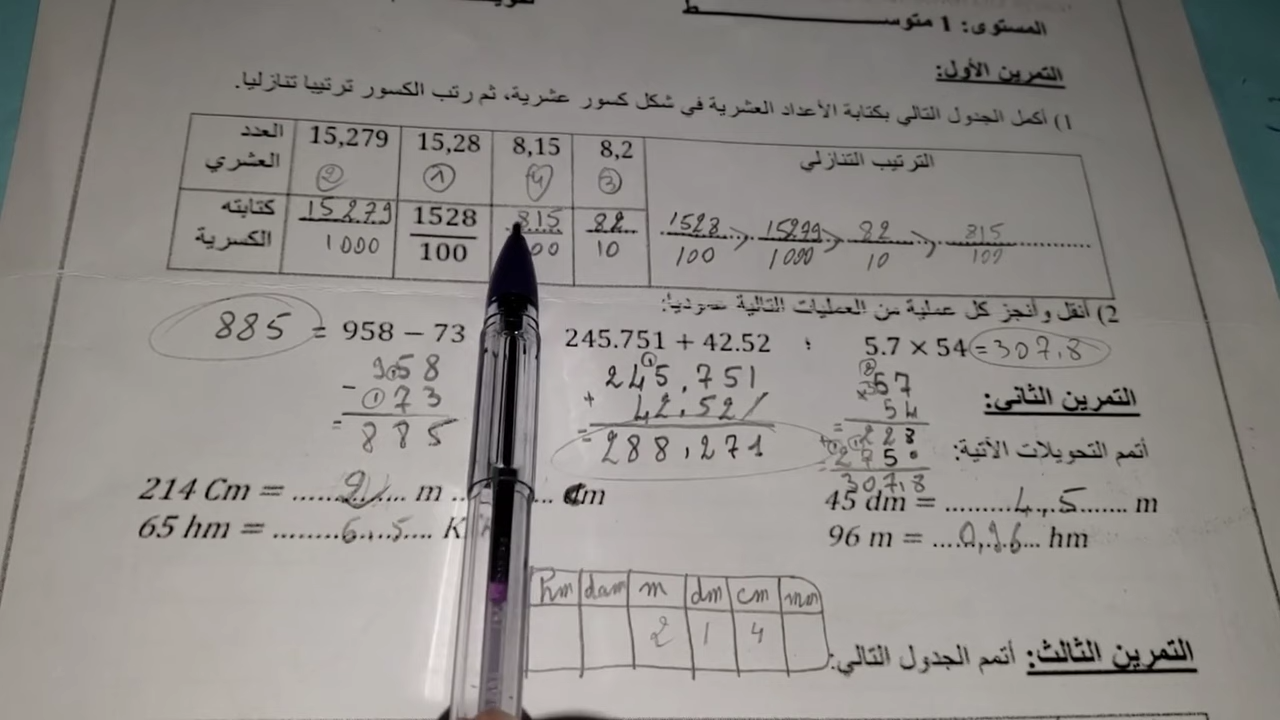 المستوى: 1 متوسط
التمرين الأول:
1) أكمل الجدول التالي بكتابة الأعداد العشرية في شكل كسور عشرية، ثم رتب الكسور ترتيبا تنازليا.
العدد العشري 15,279 15,28 8,15 8,2 الترتيب التنازلي
2 1 4 3
كتابته الكسرية 15279/1000 1528/100 815/100 82/10 1528/100 > 15279/1000 > 82/10 > 815/100
2) أنقل وأنجز كل عملية من العمليات التالية عموديا:
885 = 958 − 73 245.751 + 42.52 ; 5.7 × 54 = 307,8
958 245,751 57
- 073 + 42,52 × 54
= 885 = 288,271 = 228
+ 2850
307,8
التمرين الثاني:
أتمم التحويلات الآتية:
214 Cm = ......2...... m ... dm 45 dm = .........4,5....... m
65 hm = ........6,5..... K 96 m = ....0,96... hm
hm dam m dm cm mm
2 1 4
التمرين الثالث: أتمم الجدول التالي: